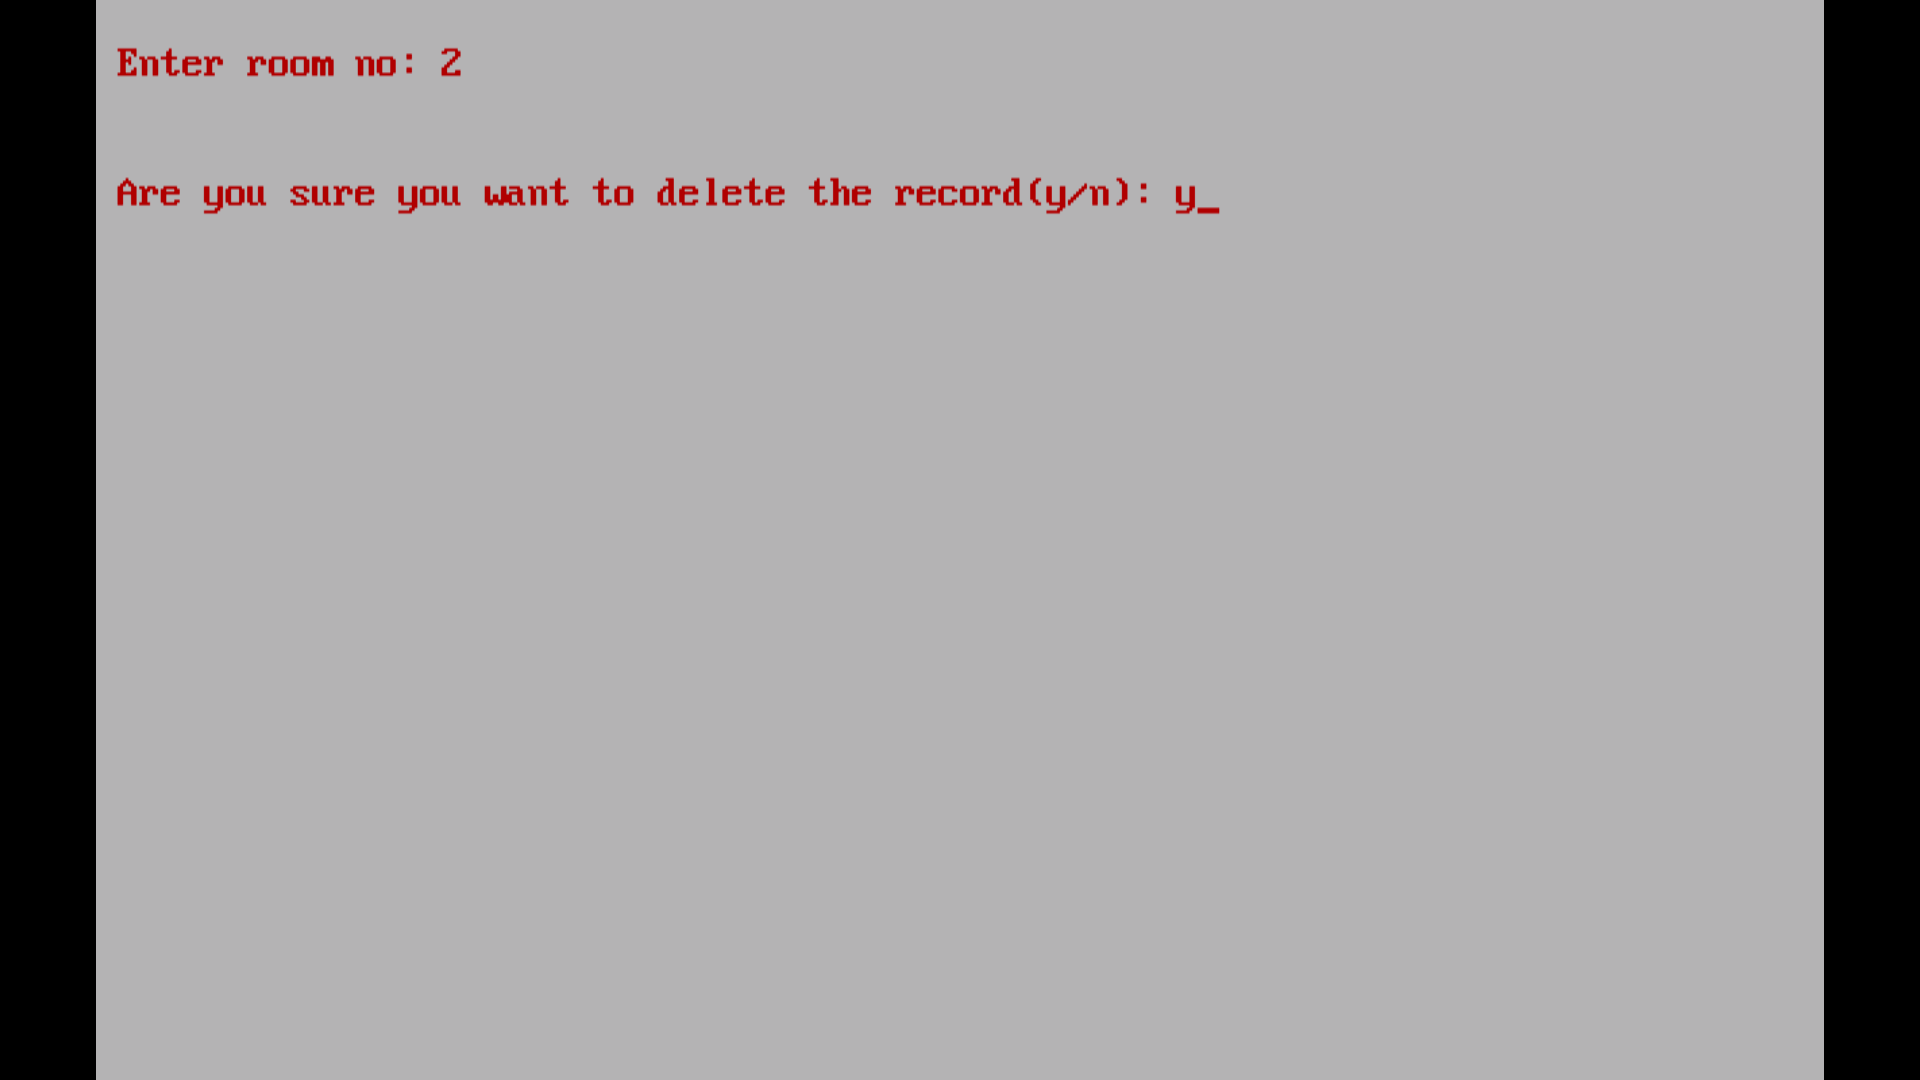 Enter room no: 2
Are you sure you want to delete the record(y/n): y_